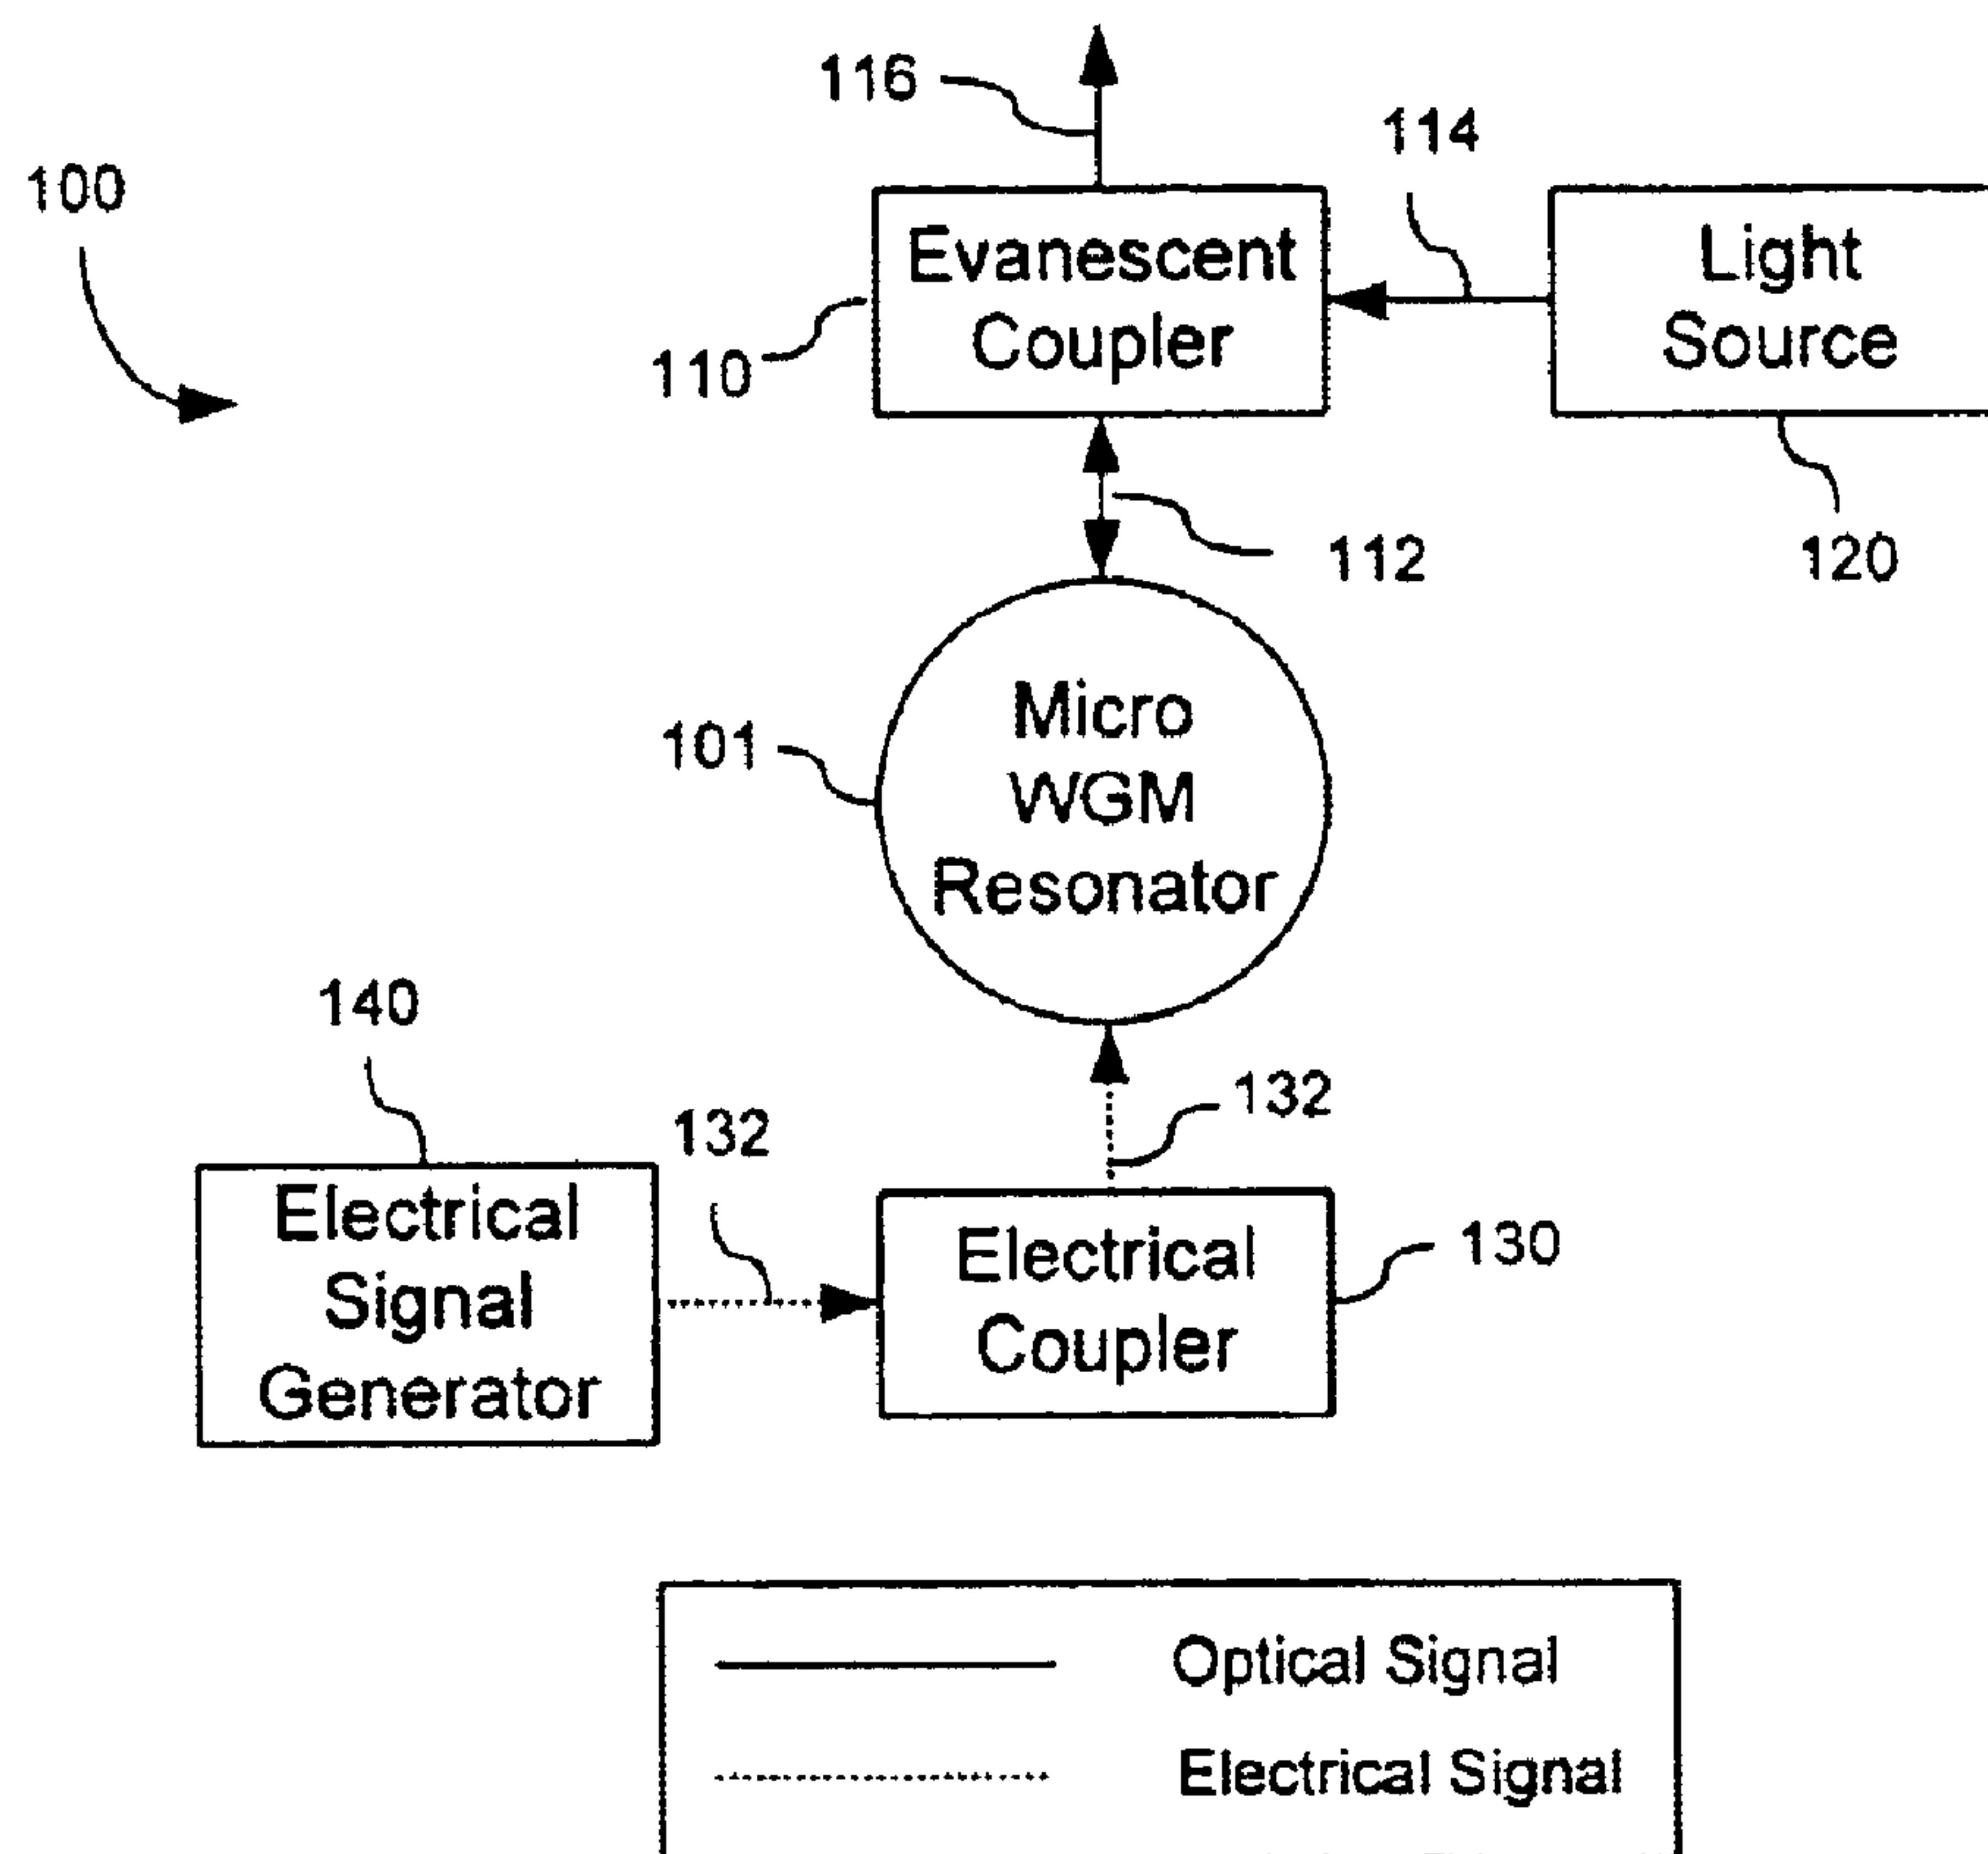 116
114
100
Evanescent
Coupler
Light
Source
110
112
120
Micro
WGM
Resonator
101
140
132
132
Electrical
Signal
Generator
Electrical
Coupler
130
Optical Signal
Electrical Signal